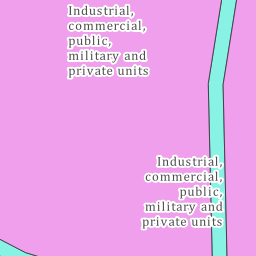 Industrial,
commercial,
public,
military and
private units
Industrial,
commercial,
public,
military and
private units